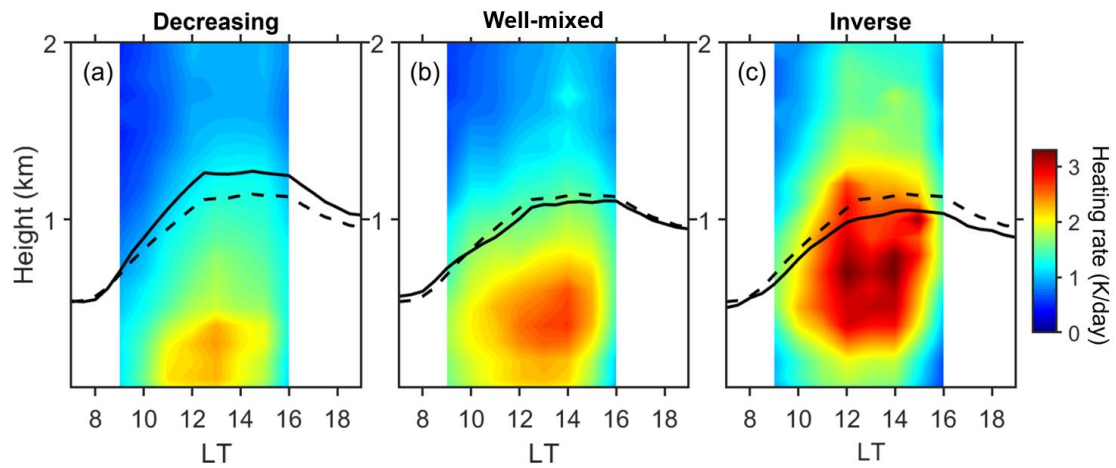 Decreasing
Well-mixed
Inverse
(a)
(b)
(c)
Height (km)
2
1
2
1
8 10 12 14 16 18
8 10 12 14 16 18
8 10 12 14 16 18
LT
LT
LT
3
2
1
0
Heating rate (K/day)